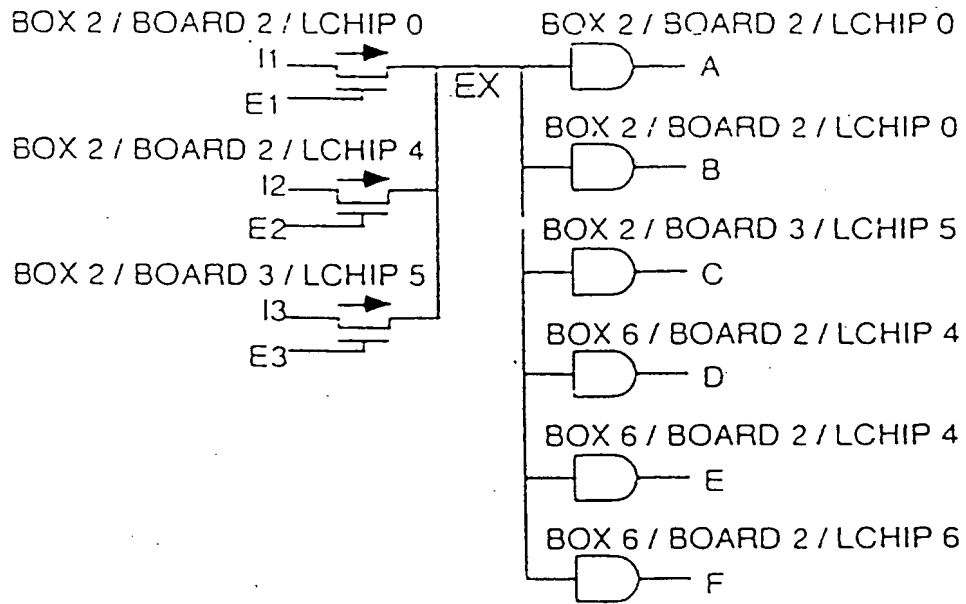 BOX 2 / BOARD 2 / LCHIP 0
I1
E1
BOX 2 / BOARD 2 / LCHIP 4
I2
E2
BOX 2 / BOARD 3 / LCHIP 5
I3
E3
EX
BOX 2 / BOARD 2 / LCHIP 0
A
BOX 2 / BOARD 2 / LCHIP 0
B
BOX 2 / BOARD 3 / LCHIP 5
C
BOX 6 / BOARD 2 / LCHIP 4
D
BOX 6 / BOARD 2 / LCHIP 4
E
BOX 6 / BOARD 2 / LCHIP 6
F